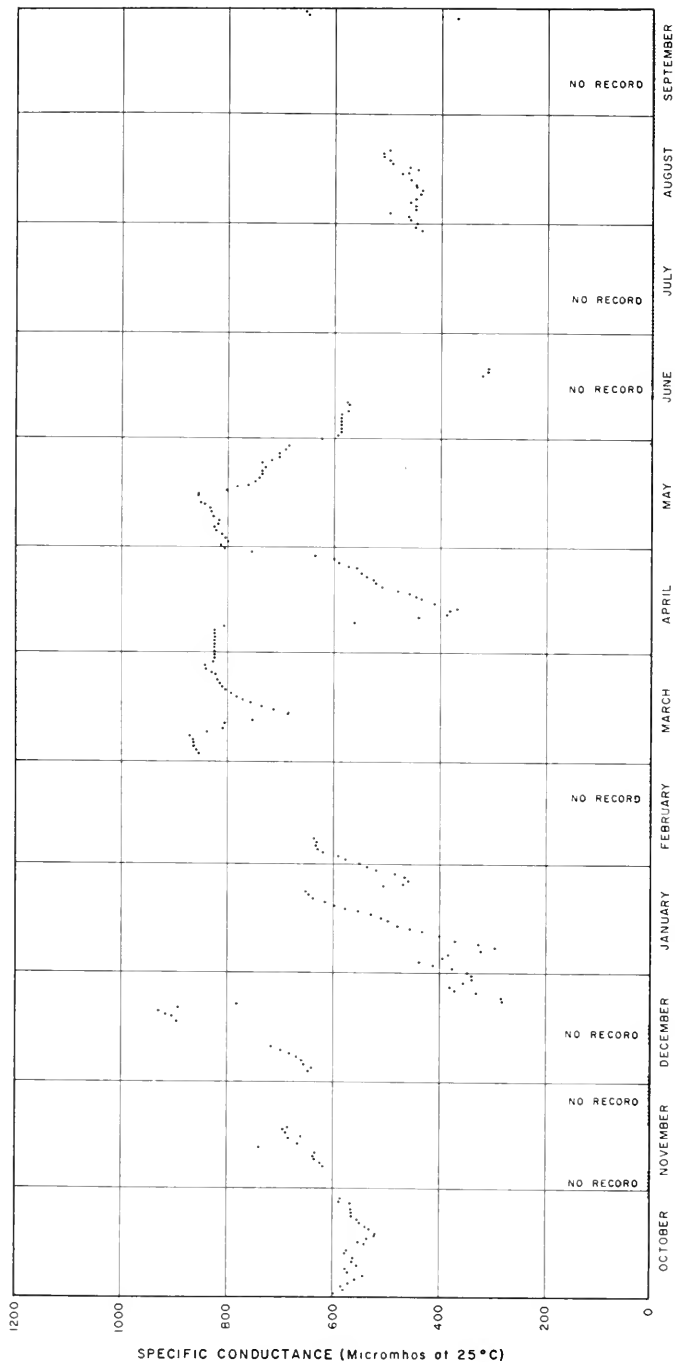 SPECIFIC CONDUCTANCE (Micromhos at 25°C)
1200
1000
800
600
400
200
0
NO RECORD
NO RECORD
NO RECORD
NO RECORD
NO RECORD
NO RECORD
NO RECORD
OCTOBER
NOVEMBER
DECEMBER
JANUARY
FEBRUARY
MARCH
APRIL
MAY
JUNE
JULY
AUGUST
SEPTEMBER